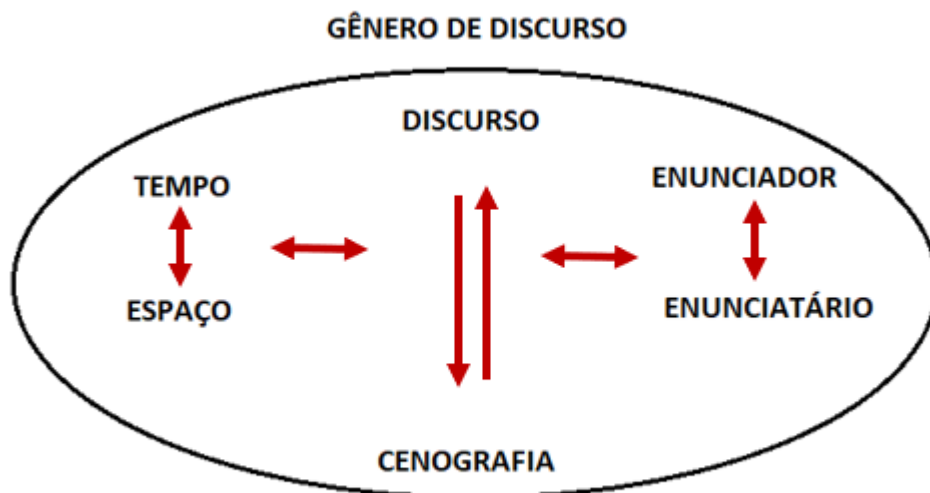 GÊNERO DE DISCURSO
DISCURSO
TEMPO
ENUNCIADOR
ESPAÇO
ENUNCIATÁRIO
CENOGRAFIA